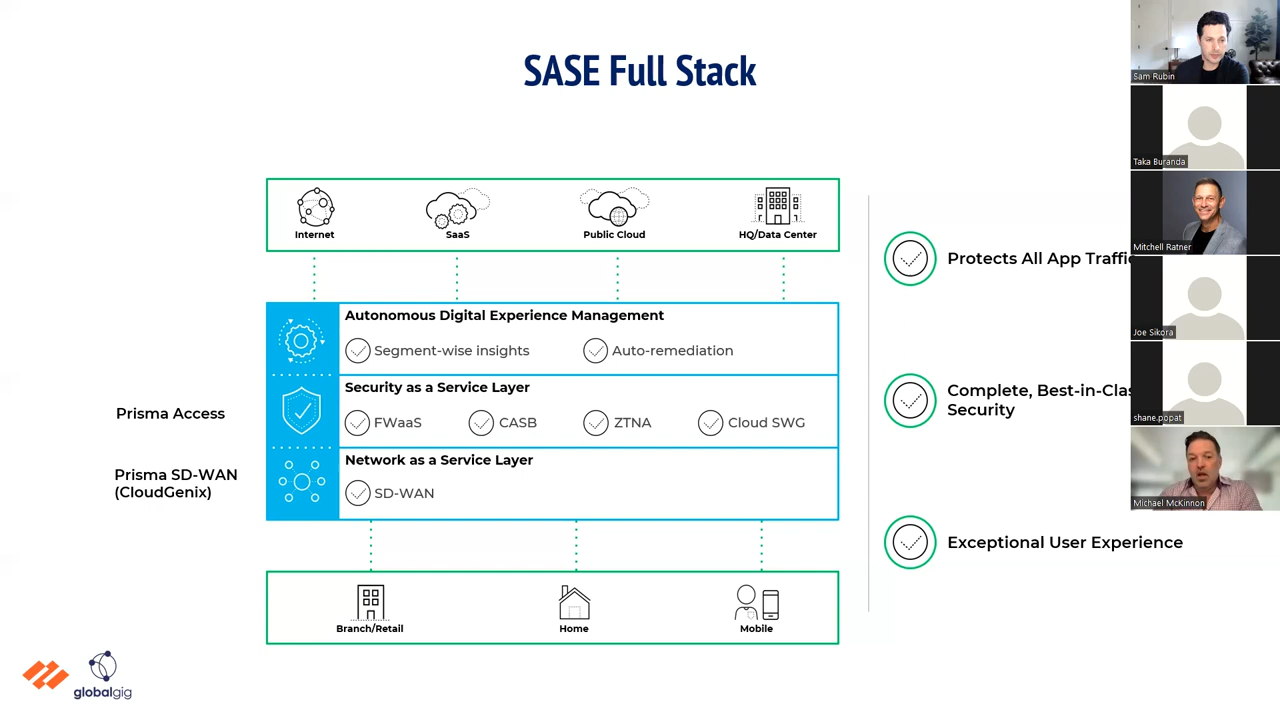 SASE Full Stack
Internet
SaaS
Public Cloud
HQ/Data Center
Autonomous Digital Experience Management
Segment-wise insights
Auto-remediation
Prisma Access
Security as a Service Layer
FWaaS
CASB
ZTNA
Cloud SWG
Prisma SD-WAN
(CloudGenix)
Network as a Service Layer
SD-WAN
Branch/Retail
Home
Mobile
Protects All App Traffic
Complete, Best-in-Clas
Security
Exceptional User Experience
globalgig
Sam Rubin
Taka Buranda
Mitchell Ratner
Joe Sikora
shane.popat
Michael McKinnon